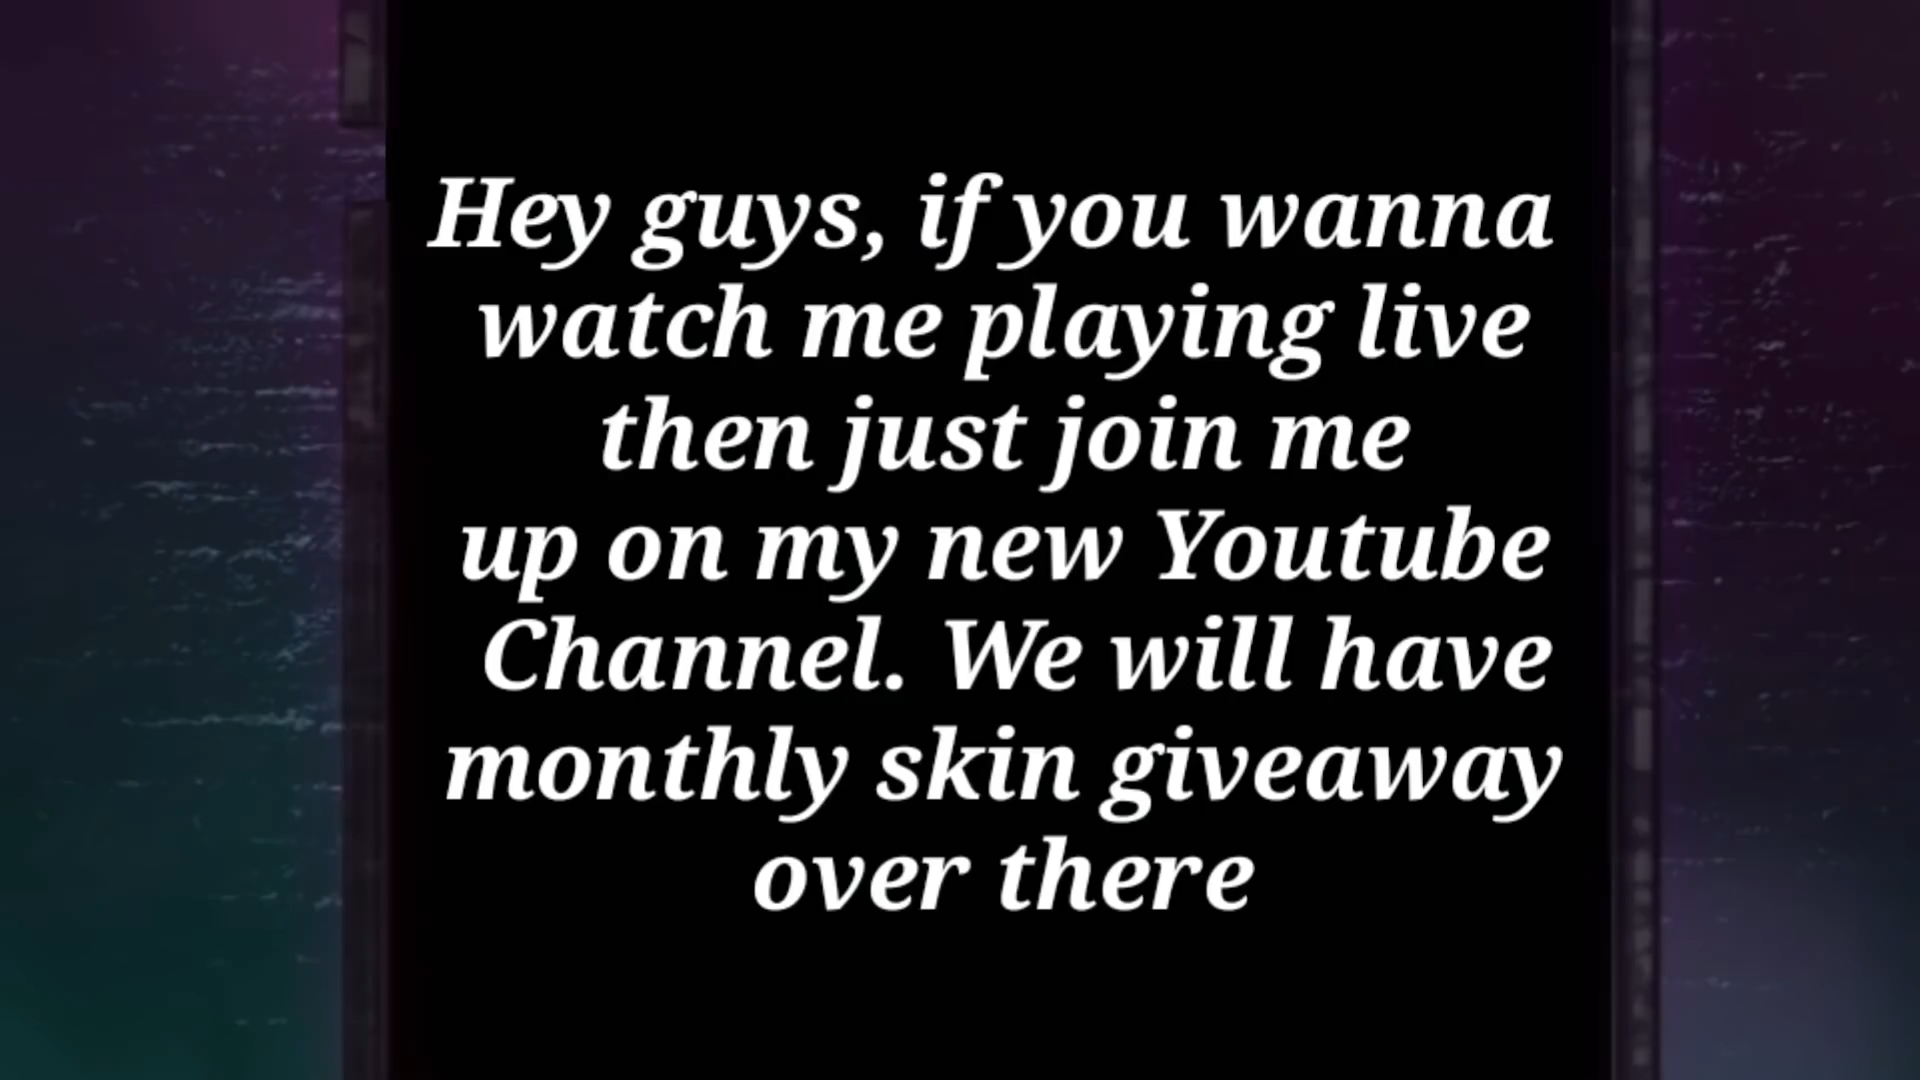 Hey guys, if you wanna
watch me playing live
then just join me
up on my new Youtube
Channel. We will have
monthly skin giveaway
over there